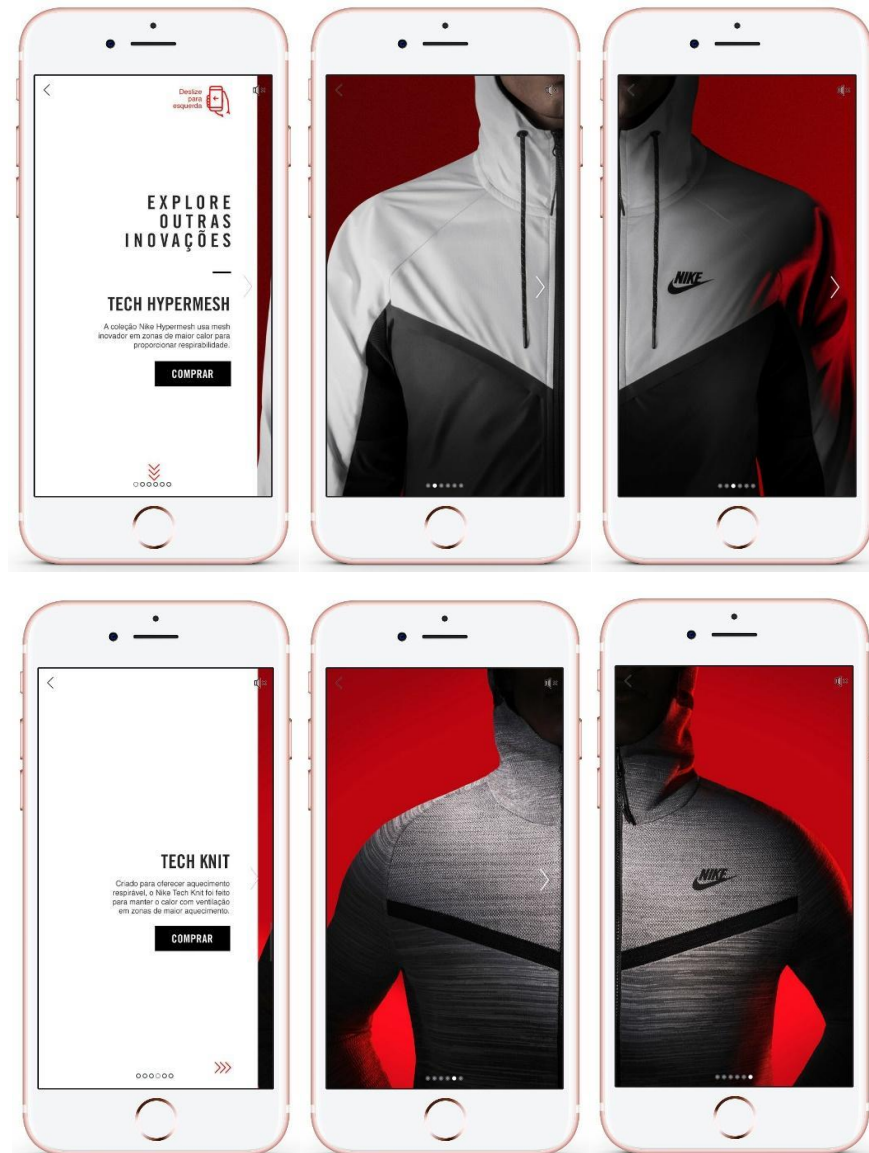 Deslize
para
esquerda
EXPLORE
OUTRAS
INOVAÇÕES
TECH HYPERMESH
A coleção Nike Hypermesh usa mesh
inovador em zonas de maior calor para
proporcionar respirabilidade.
COMPRAR
NIKE
TECH KNIT
Criado para oferecer aquecimento
respirável, o Nike Tech Knit foi feito
para manter o calor com ventilação
em zonas de maior aquecimento.
COMPRAR
NIKE